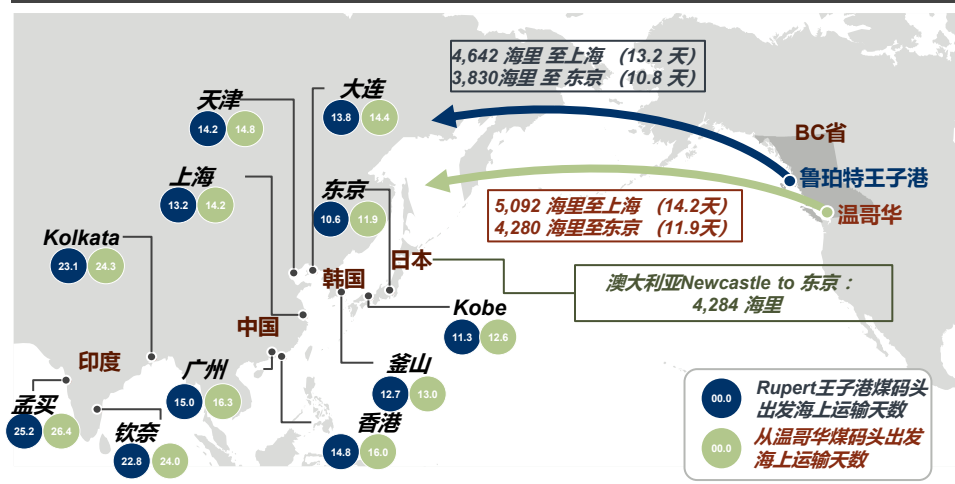 4,642 海里 至上海 (13.2 天)
3,830海里 至 东京 (10.8 天)
大连
13.8 14.4
天津
14.2 14.8
BC省
鲁珀特王子港
温哥华
上海
13.2 14.2
东京
10.6 11.9
5,092 海里至上海 (14.2天)
4,280 海里至东京 (11.9天)
Kolkata
23.1 24.3
日本
韩国
澳大利亚Newcastle to 东京：
4,284 海里
中国
Kobe
11.3 12.6
印度
广州
15.0 16.3
釜山
12.7 13.0
孟买
25.2 26.4
钦奈
22.8 24.0
香港
14.8 16.0
00.0 Rupert王子港煤码头
出发海上运输天数
00.0 从温哥华煤码头出发
海上运输天数